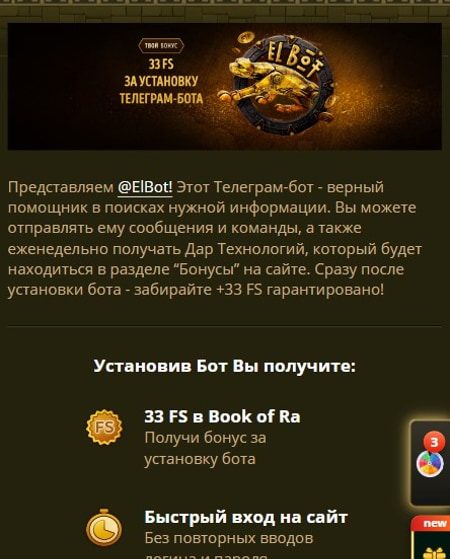 ТВОЙ БОНУС
33 FS
ЗА УСТАНОВКУ
ТЕЛЕГРАМ-БОТА
EL BOT
Представляем @ElBot! Этот Телеграм-бот - верный
помощник в поисках нужной информации. Вы можете
отправлять ему сообщения и команды, а также
еженедельно получать Дар Технологий, который будет
находиться в разделе “Бонусы” на сайте. Сразу после
установки бота - забирайте +33 FS гарантировано!
Установив Бот Вы получите:
FS
33 FS в Book of Ra
Получи бонус за
установку бота
3
Быстрый вход на сайт
new
Без повторных вводов
логина и пароля